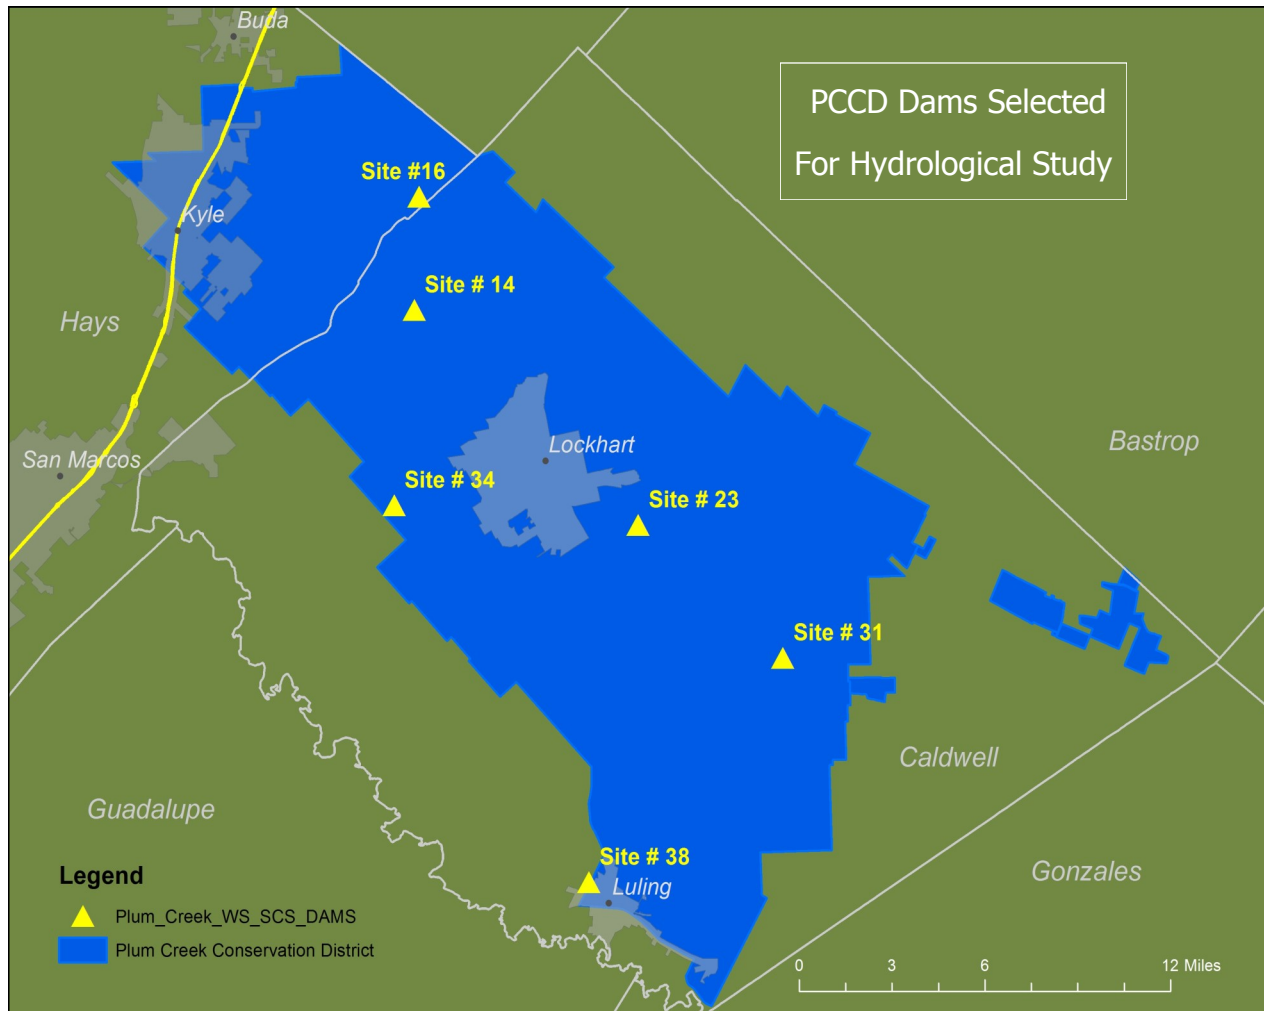 Buda
PCCD Dams Selected
For Hydrological Study
Site #16
Kyle
Site # 14
Hays
Bastrop
Lockhart
San Marcos
Site # 34
Site # 23
Site # 31
Caldwell
Guadalupe
Site # 38
Luling
Gonzales
Legend
Plum_Creek_WS_SCS_DAMS
Plum Creek Conservation District
0 3 6 12 Miles